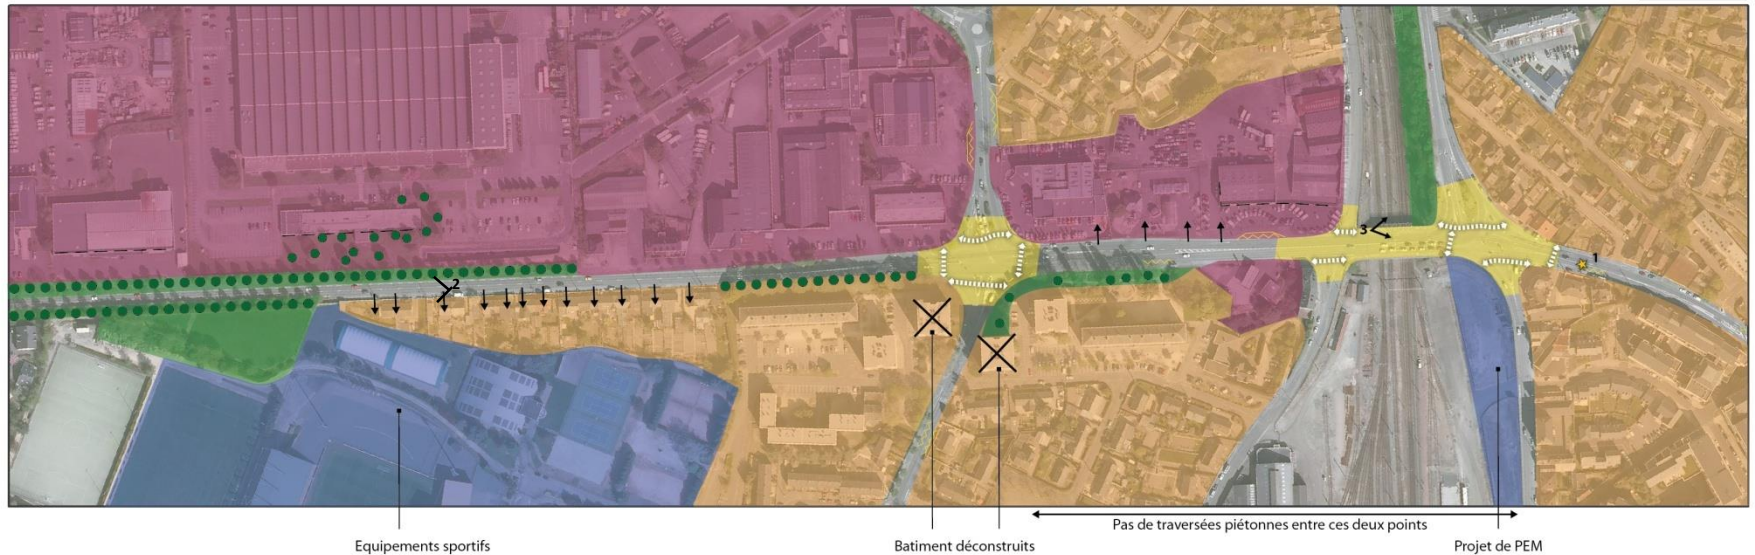 1
2
3
Pas de traversées piétonnes entre ces deux points
Equipements sportifs
Batiment déconstruits
Projet de PEM